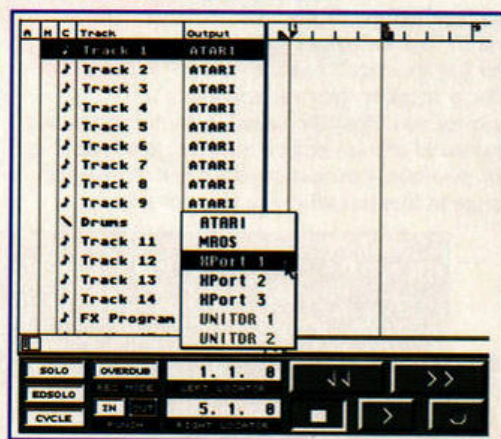 A M C Track Output
Track 1 ATARI
Track 2 ATARI
Track 3 ATARI
Track 4 ATARI
Track 5 ATARI
Track 6 ATARI
Track 7 ATARI
Track 8 ATARI
Track 9 ATARI
Drums ATARI
Track 11 MROS
Track 12 XPort 1
Track 13 XPort 2
Track 14 XPort 3
FX Program UNITOR 1
UNITOR 2
SOLO OVERDUB 1. 1. 0
REC MODE LEFT LOCATOR
EDSOLO
IN OUT 5. 1. 0
CYCLE PUNCH RIGHT LOCATOR